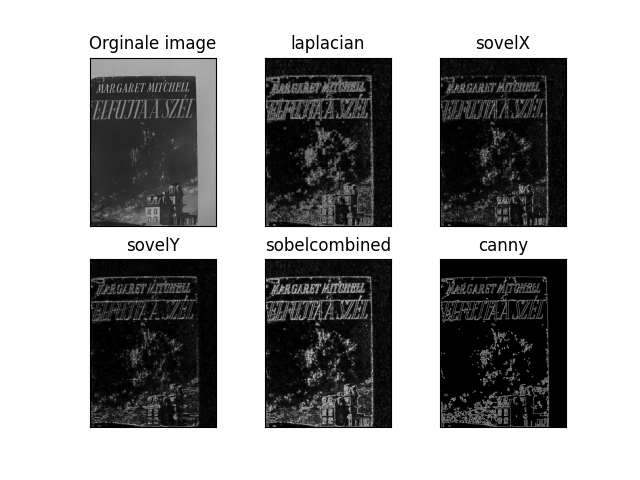 Orginale image
laplacian
sovelX
MARGARET MITCHELL
MARGARET MITCHELL
MARGARET MITCHELL
ELFUJTA A SZÉL
ELFUJTA A SZÉL
ELFUJTA A SZÉL
sovelY
sobelcombined
canny
MARGARET MITCHELL
MARGARET MITCHELL
MARGARET MITCHELL
ELFUJTA A SZÉL
ELFUJTA A SZÉL
ELFUJTA A SZÉL